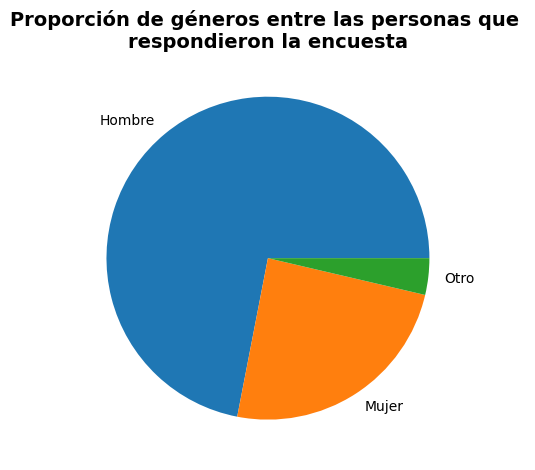 Proporción de géneros entre las personas que
respondieron la encuesta
Hombre
Otro
Mujer